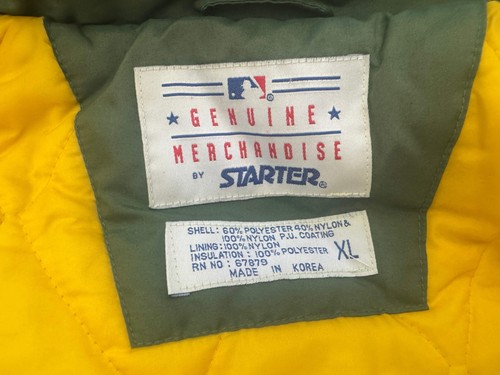 GENUINE
MERCHANDISE
BY STARTER®
SHELL: 60% POLYESTER 40% NYLON &
100% NYLON P.U. COATING
LINING: 100% NYLON
INSULATION : 100% POLYESTER
RN NO : 67879
MADE IN KOREA
XL